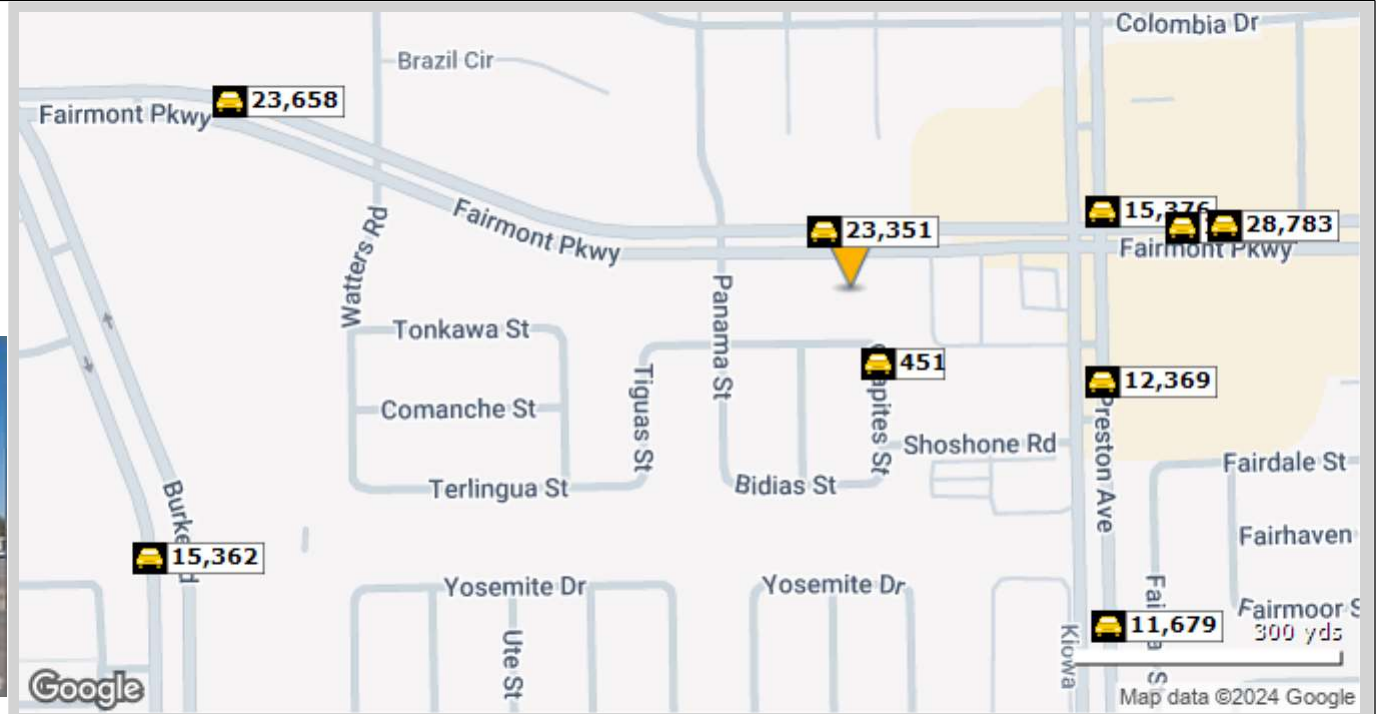 Colombia Dr
Brazil Cir
23,658
Fairmont Pkwy
15,376
28,783
23,351
Fairmont Pkwy
Fairmont Pkwy
Watters Rd
Panama St
Tonkawa St
451
12,369
Tiguas St
Comanche St
Preston Ave
Shoshone Rd
Fairdale St
Terlingua St
Bidias St
Fairhaven
15,362
Yosemite Dr
Yosemite Dr
Fairmoor S
11,679
300 yds
Ute St
Kiowa
Google
Map data ©2024 Google